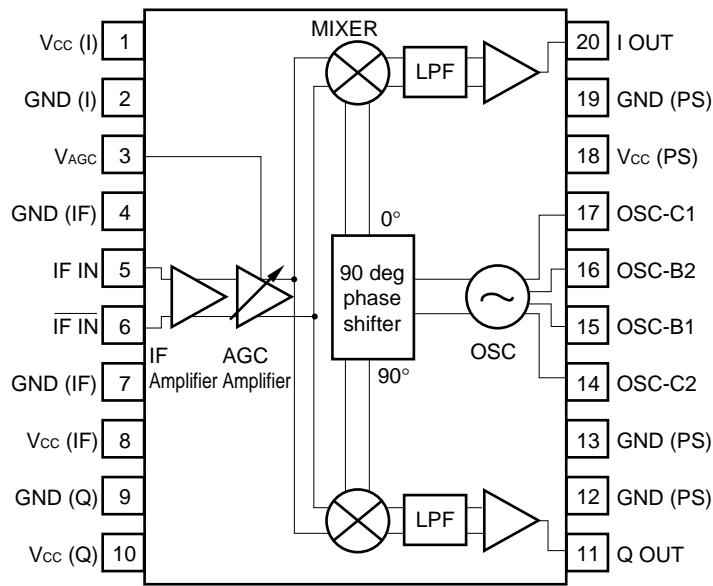 MIXER
Vcc (I) 1
20 I OUT
LPF
GND (I) 2
19 GND (PS)
VAGC 3
18 Vcc (PS)
GND (IF) 4
0°
17 OSC-C1
IF IN 5
90 deg
phase
shifter
16 OSC-B2
IF IN 6
15 OSC-B1
IF
Amplifier
AGC
Amplifier
OSC
GND (IF) 7
90°
14 OSC-C2
Vcc (IF) 8
13 GND (PS)
GND (Q) 9
12 GND (PS)
LPF
Vcc (Q) 10
11 Q OUT